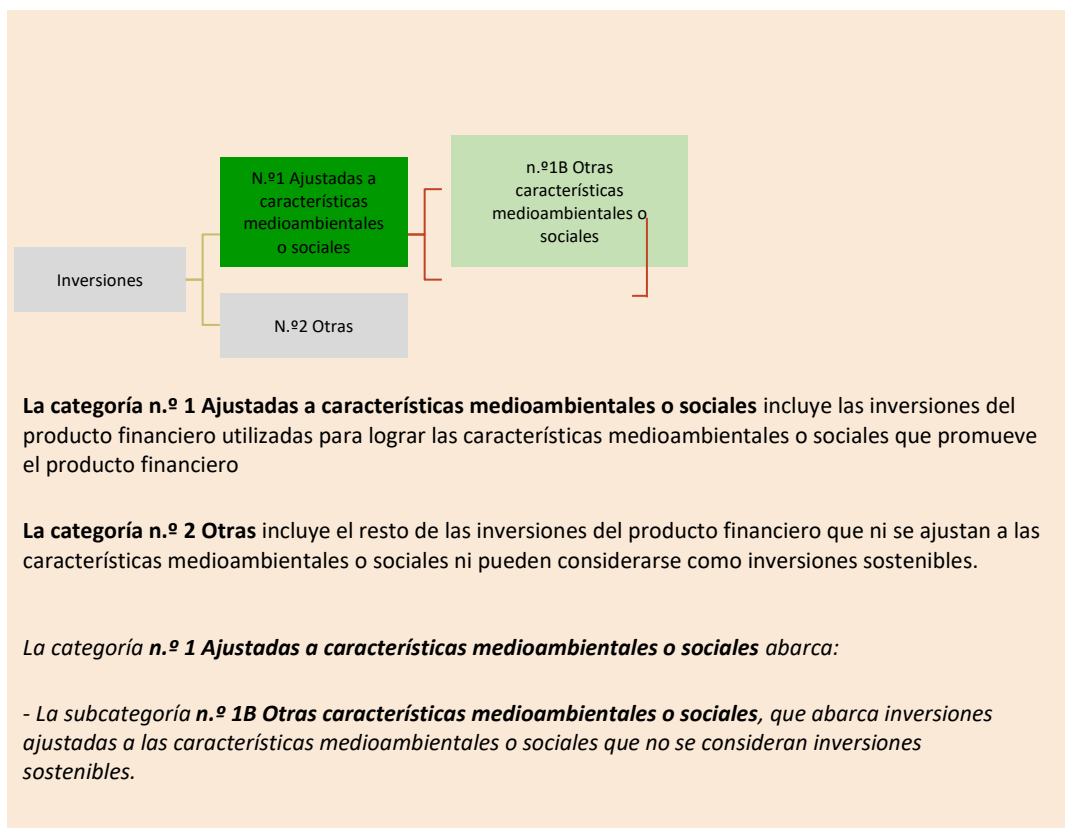 n.º1B Otras
características
medioambientales o
sociales
N.º1 Ajustadas a
características
medioambientales
o sociales
Inversiones
N.º2 Otras
La categoría n.º 1 Ajustadas a características medioambientales o sociales incluye las inversiones del
producto financiero utilizadas para lograr las características medioambientales o sociales que promueve
el producto financiero
La categoría n.º 2 Otras incluye el resto de las inversiones del producto financiero que ni se ajustan a las
características medioambientales o sociales ni pueden considerarse como inversiones sostenibles.
La categoría n.º 1 Ajustadas a características medioambientales o sociales abarca:
- La subcategoría n.º 1B Otras características medioambientales o sociales, que abarca inversiones
ajustadas a las características medioambientales o sociales que no se consideran inversiones
sostenibles.